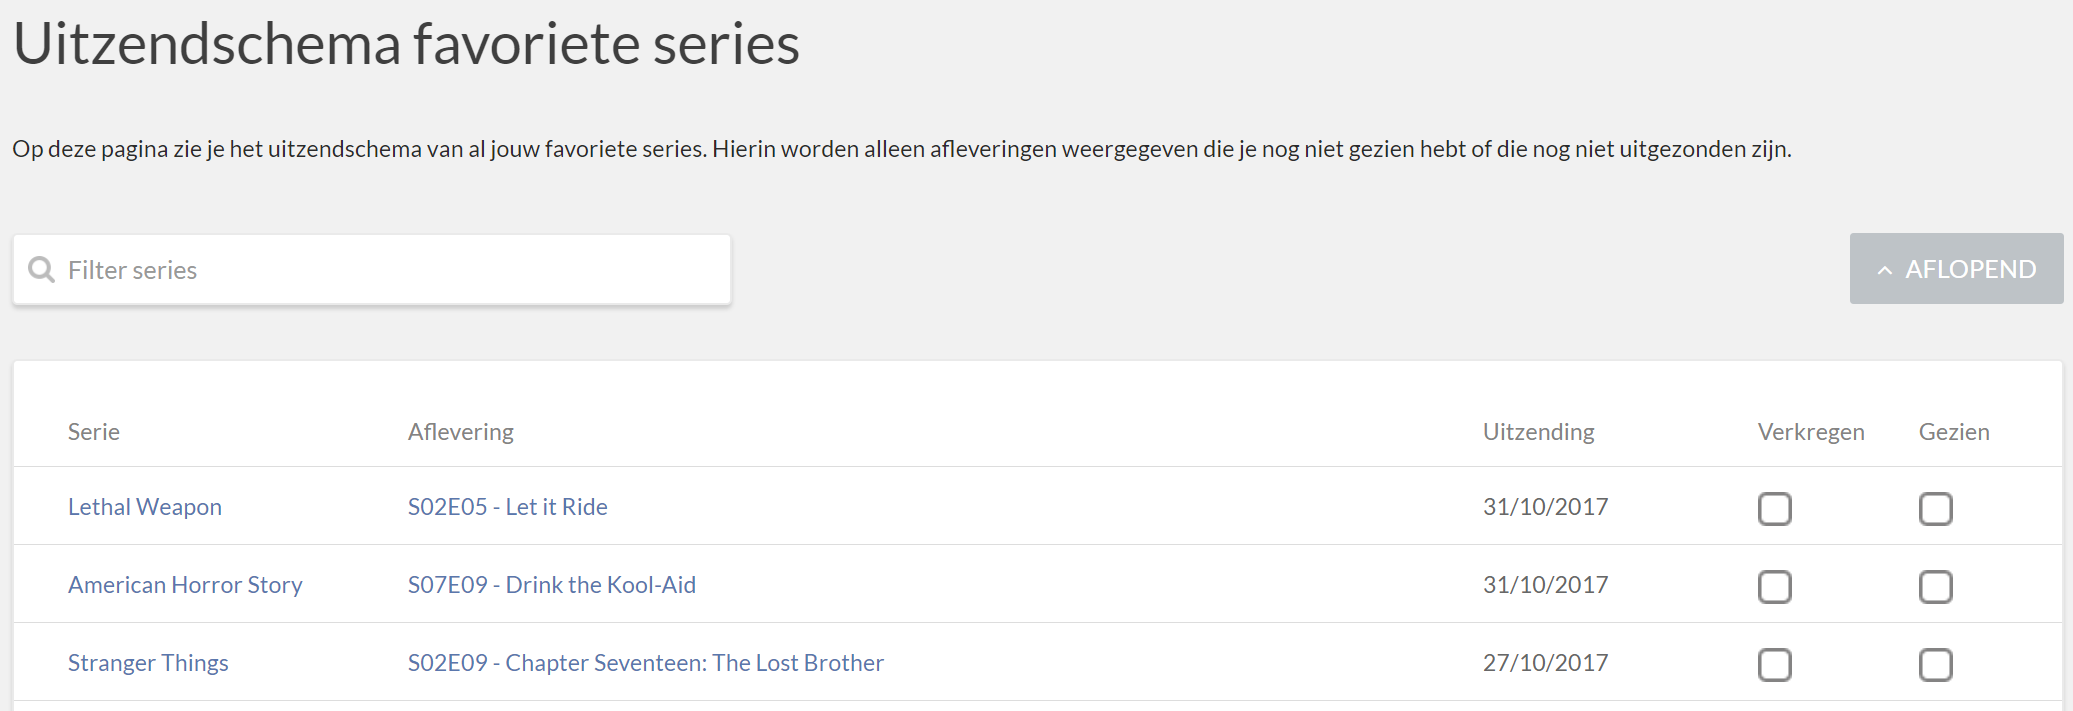 Uitzendschema favoriete series
Op deze pagina zie je het uitzendschema van al jouw favoriete series. Hierin worden alleen afleveringen weergegeven die je nog niet gezien hebt of die nog niet uitgezonden zijn.
Filter series
AFLOPEND
Serie Aflevering Uitzending Verkregen Gezien
Lethal Weapon S02E05 - Let it Ride 31/10/2017
American Horror Story S07E09 - Drink the Kool-Aid 31/10/2017
Stranger Things S02E09 - Chapter Seventeen: The Lost Brother 27/10/2017